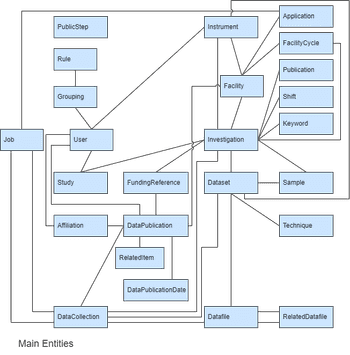 PublicStep
Instrument
Application
Rule
FacilityCycle
Facility
Publication
Grouping
Shift
Job
User
Investigation
Keyword
Study
FundingReference
Dataset
Sample
Affiliation
DataPublication
Technique
RelatedItem
DataPublicationDate
DataCollection
Datafile
RelatedDatafile
Main Entities